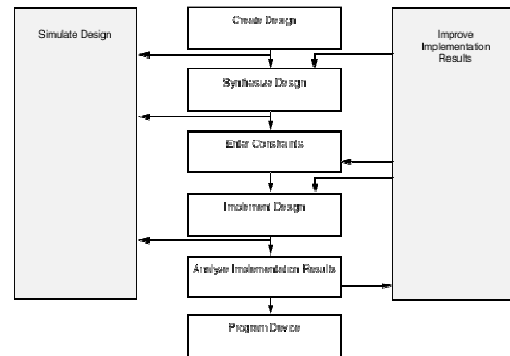 Simulate Design
Create Design
Improve
Implementation
Results
Synthesize Design
Enter Constraints
Implement Design
Analyze Implementation Results
Program Device